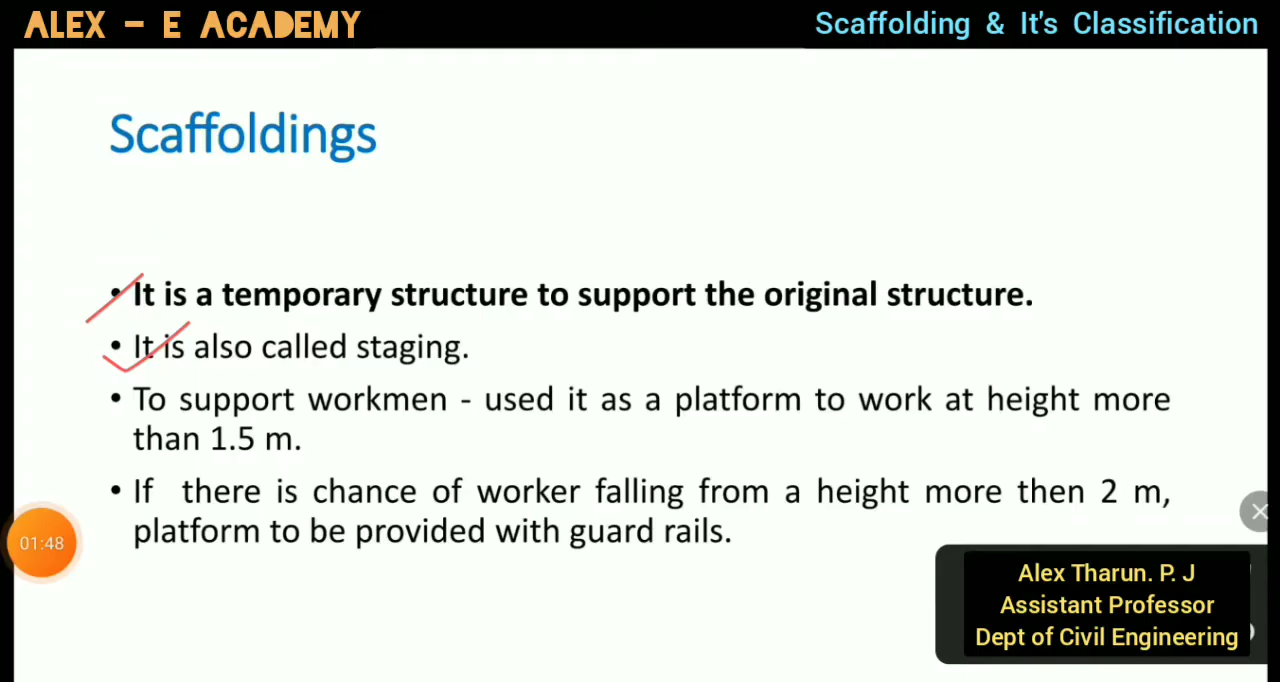 ALEX - E ACADEMY
Scaffolding & It's Classification
Scaffoldings
• It is a temporary structure to support the original structure.
• It is also called staging.
• To support workmen - used it as a platform to work at height more
than 1.5 m.
• If there is chance of worker falling from a height more then 2 m,
platform to be provided with guard rails.
01:48
Alex Tharun. P. J
Assistant Professor
Dept of Civil Engineering